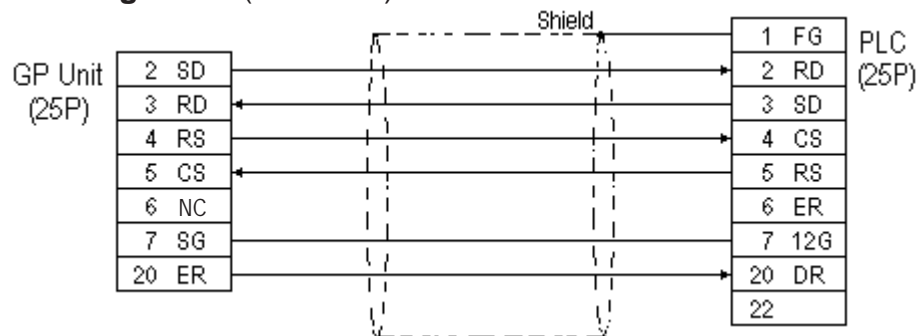 Shield
GP Unit
(25P)
2 SD
3 RD
4 RS
5 CS
6 NC
7 SG
20 ER
1 FG
2 RD
3 SD
4 CS
5 RS
6 ER
7 12G
20 DR
22
PLC
(25P)